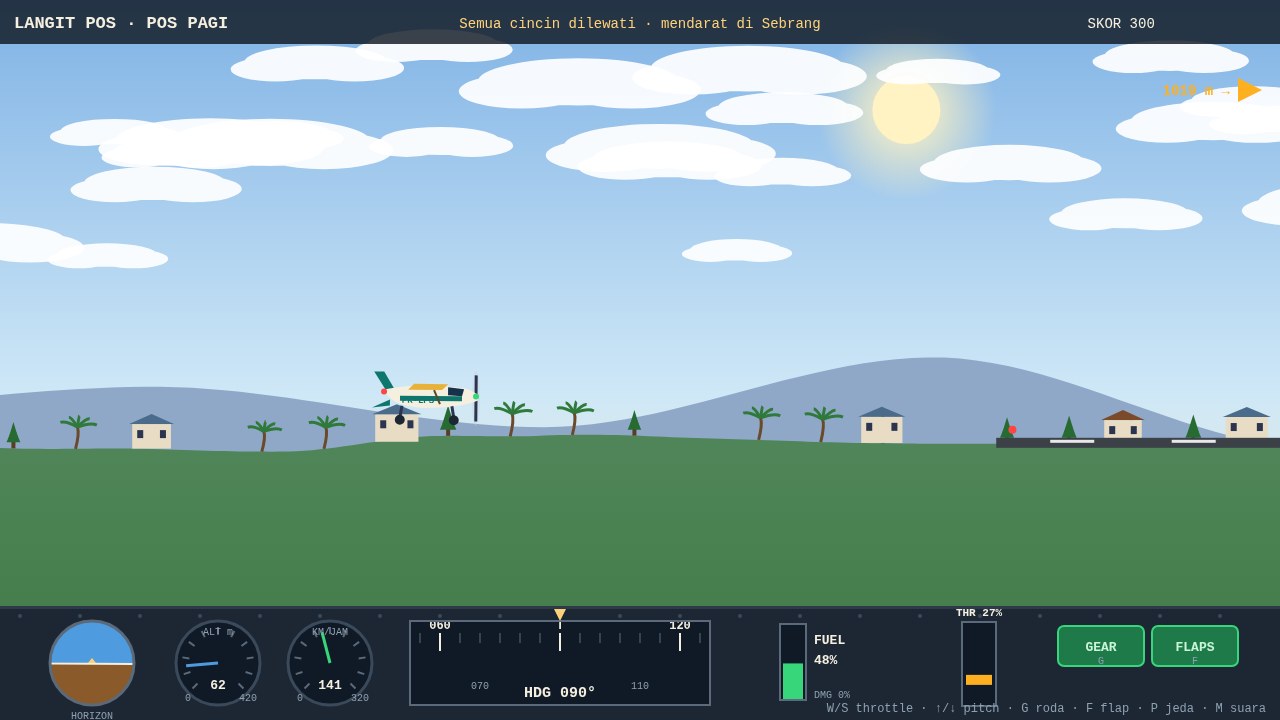 LANGIT POS · POS PAGI
Semua cincin dilewati · mendarat di Sebrang
SKOR 300
ALT m
62
0
420
KM/JAM
141
0
320
HORIZON
060
120
070
HDG 090°
110
FUEL
48%
DMG 0%
THR 27%
GEAR
G
FLAPS
F
W/S throttle · ↑/↓ pitch · G roda · F flap · P jeda · M suara